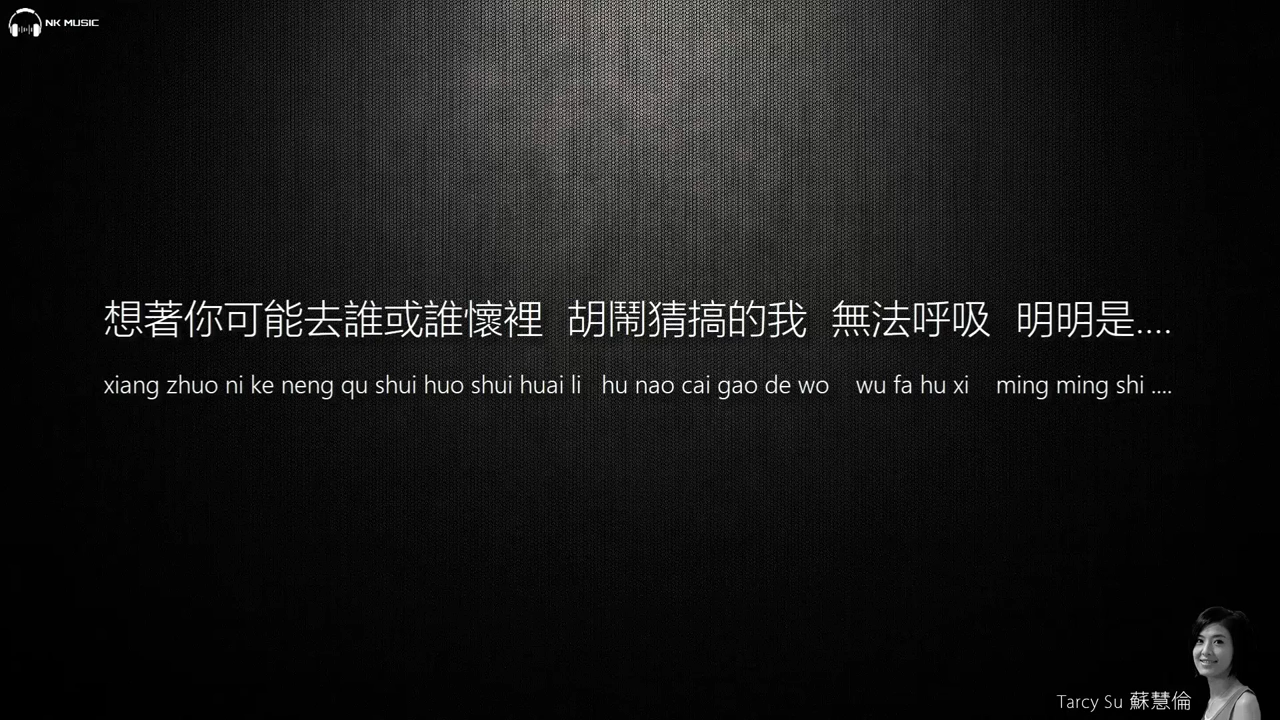 NK MUSIC
想著你可能去誰或誰懷裡 胡鬧猜搞的我 無法呼吸 明明是....
xiang zhuo ni ke neng qu shui huo shui huai li hu nao cai gao de wo wu fa hu xi ming ming shi ....
Tarcy Su 蘇慧倫